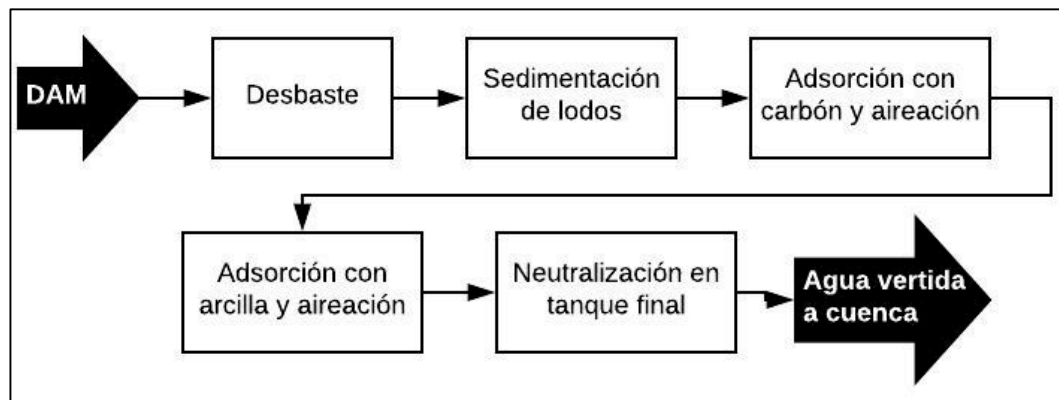 DAM
Desbaste
Sedimentación
de lodos
Adsorción con
carbón y aireación
Adsorción con
arcilla y aireación
Neutralización en
tanque final
Agua vertida
a cuenca